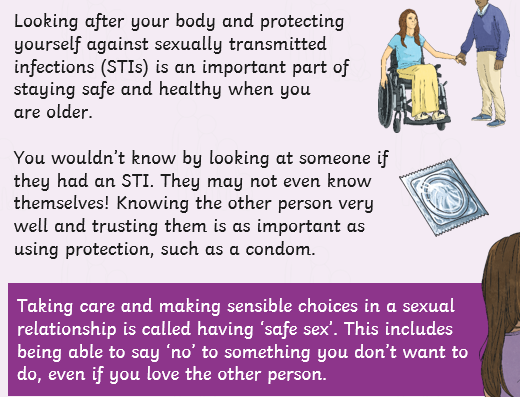 Looking after your body and protecting
yourself against sexually transmitted
infections (STIs) is an important part of
staying safe and healthy when you
are older.
You wouldn't know by looking at someone if
they had an STI. They may not even know
themselves! Knowing the other person very
well and trusting them is as important as
using protection, such as a condom.
Taking care and making sensible choices in a sexual
relationship is called having 'safe sex'. This includes
being able to say 'no' to something you don't want to
do, even if you love the other person.